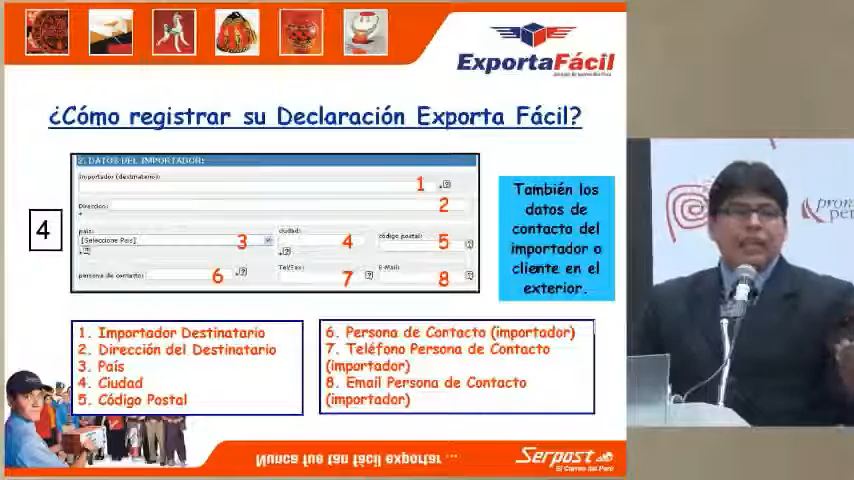 ExportaFácil
¿Cómo registrar su Declaración Exporta Fácil?
4
2. DATOS DEL IMPORTADOR:
Importador (destinatario):
1
Direccion:
2
país:
[Seleccione País]
3
ciudad:
4
código postal:
5
persona de contacto:
6
Tel/Fax:
7
E-Mail:
8
También los
datos de
contacto del
importador o
cliente en el
exterior.
1. Importador Destinatario
2. Dirección del Destinatario
3. País
4. Ciudad
5. Código Postal
6. Persona de Contacto (importador)
7. Teléfono Persona de Contacto
(importador)
8. Email Persona de Contacto
(importador)
Nunca fue tan fácil exportar ...
Serpost
El Correo del Perú